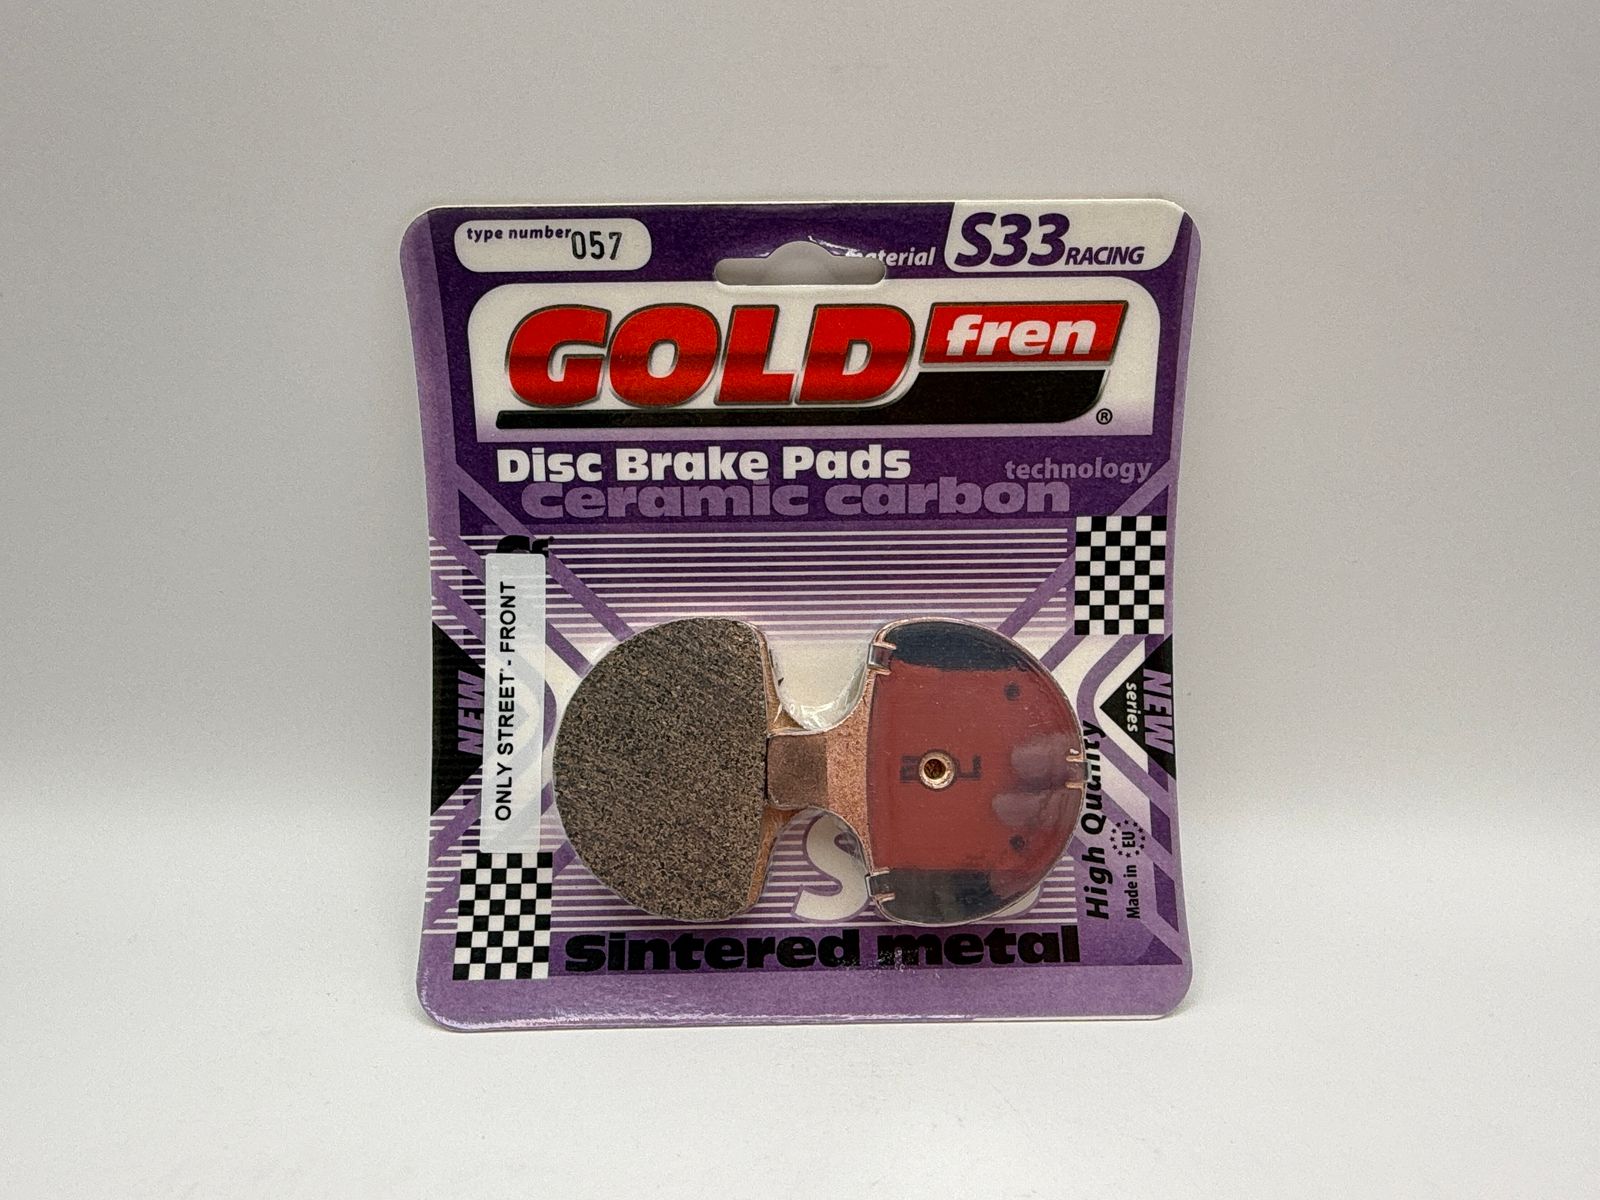 type number 057
material S33 RACING
GOLD fren ®
Disc Brake Pads
technology
ceramic carbon
ONLY STREET - FRONT
NEW
NEW
series
High Quality
Made in EU
Sintered metal